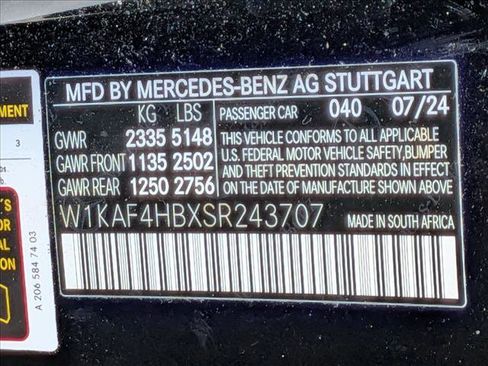 MFD BY MERCEDES-BENZ AG STUTTGART
KG LBS
GVWR 2335 5148
GAWR FRONT 1135 2502
GAWR REAR 1250 2756
PASSENGER CAR 040 07/24
THIS VEHICLE CONFORMS TO ALL APPLICABLE
U.S. FEDERAL MOTOR VEHICLE SAFETY, BUMPER
AND THEFT PREVENTION STANDARDS IN EFFECT
ON THE DATE OF MANUFACTURE SHOWN ABOVE.
W1KAF4HBXSR243707
MADE IN SOUTH AFRICA
3
A 206 584 74 03